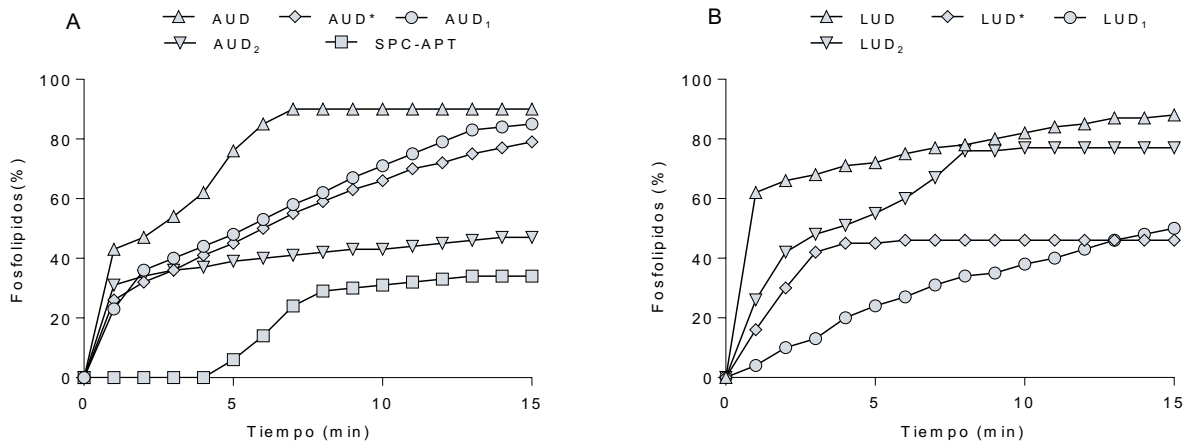 A
AUD AUD* AUD₁
AUD₂ SPC-APT
Fosfolipidos(%)
100
80
60
40
20
0
0 5 10 15
Tiempo (min)
B
LUD LUD* LUD₁
LUD₂
Fosfolipidos(%)
100
80
60
40
20
0
0 5 10 15
Tiempo (min)